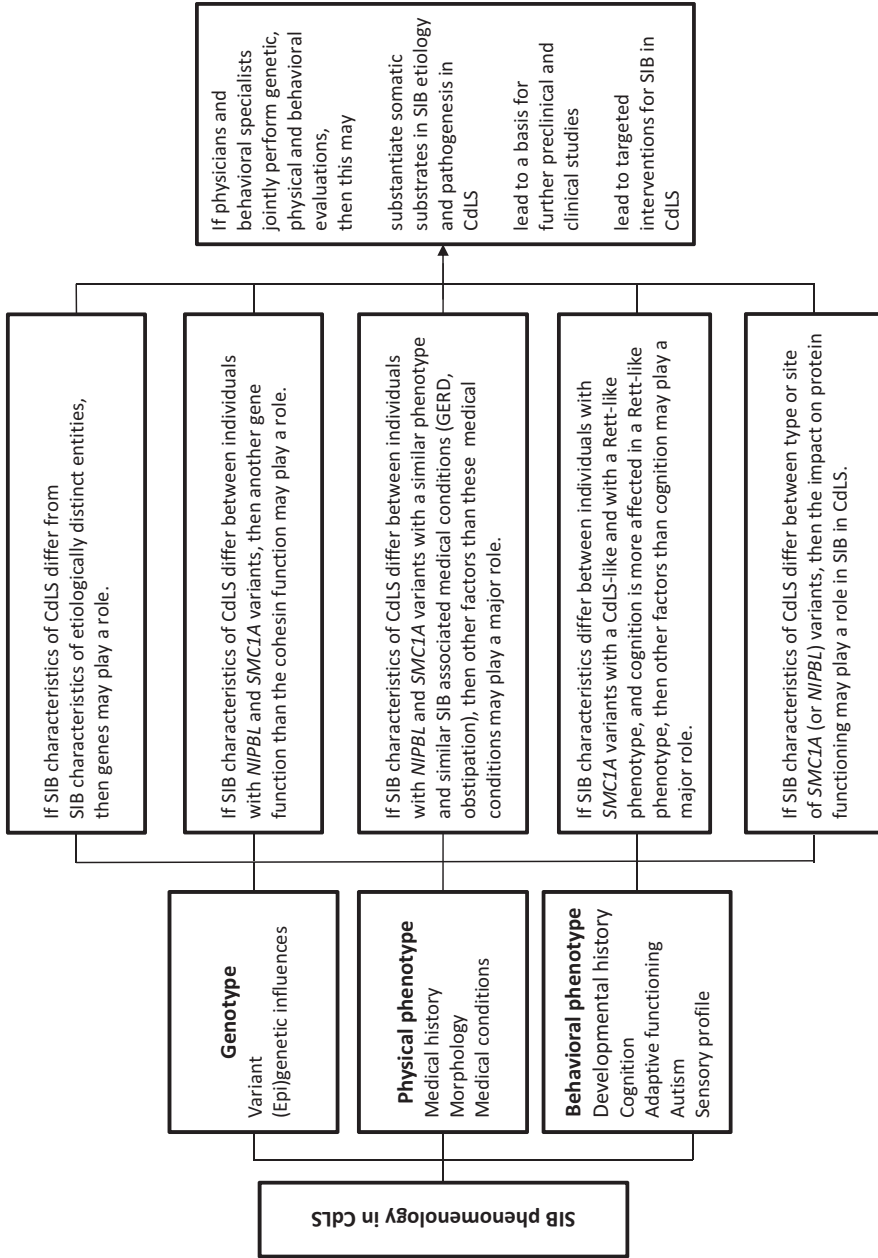 SIB phenomenology in CdLS
Genotype
Variant
(Epi)genetic influences
Physical phenotype
Medical history
Morphology
Medical conditions
Behavioral phenotype
Developmental history
Cognition
Adaptive functioning
Autism
Sensory profile
If SIB characteristics of CdLS differ from
SIB characteristics of etiologically distinct entities,
then genes may play a role.
If SIB characteristics of CdLS differ between individuals
with NIPBL and SMC1A variants, then another gene
function than the cohesin function may play a role.
If SIB characteristics of CdLS differ between individuals
with NIPBL and SMC1A variants with a similar phenotype
and similar SIB associated medical conditions (GERD,
obstipation), then other factors than these medical
conditions may play a major role.
If SIB characteristics differ between individuals with
SMC1A variants with a CdLS-like and with a Rett-like
phenotype, and cognition is more affected in a Rett-like
phenotype, then other factors than cognition may play a
major role.
If SIB characteristics of CdLS differ between type or site
of SMC1A (or NIPBL) variants, then the impact on protein
functioning may play a role in SIB in CdLS.
If physicians and
behavioral specialists
jointly perform genetic,
physical and behavioral
evaluations,
then this may
substantiate somatic
substrates in SIB etiology
and pathogenesis in
CdLS
lead to a basis for
further preclinical and
clinical studies
lead to targeted
interventions for SIB in
CdLS